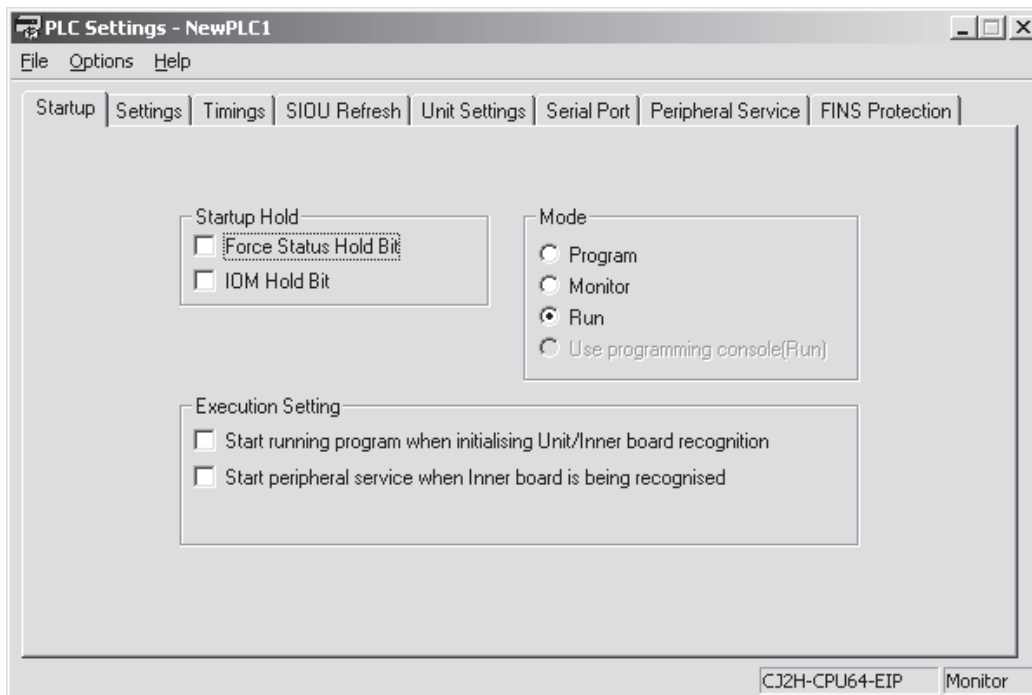 PLC Settings - NewPLC1
File Options Help
Startup Settings Timings SIOU Refresh Unit Settings Serial Port Peripheral Service FINS Protection
Startup Hold
Force Status Hold Bit
IOM Hold Bit
Mode
Program
Monitor
Run
Use programming console(Run)
Execution Setting
Start running program when initialising Unit/Inner board recognition
Start peripheral service when Inner board is being recognised
CJ2H-CPU64-EIP Monitor